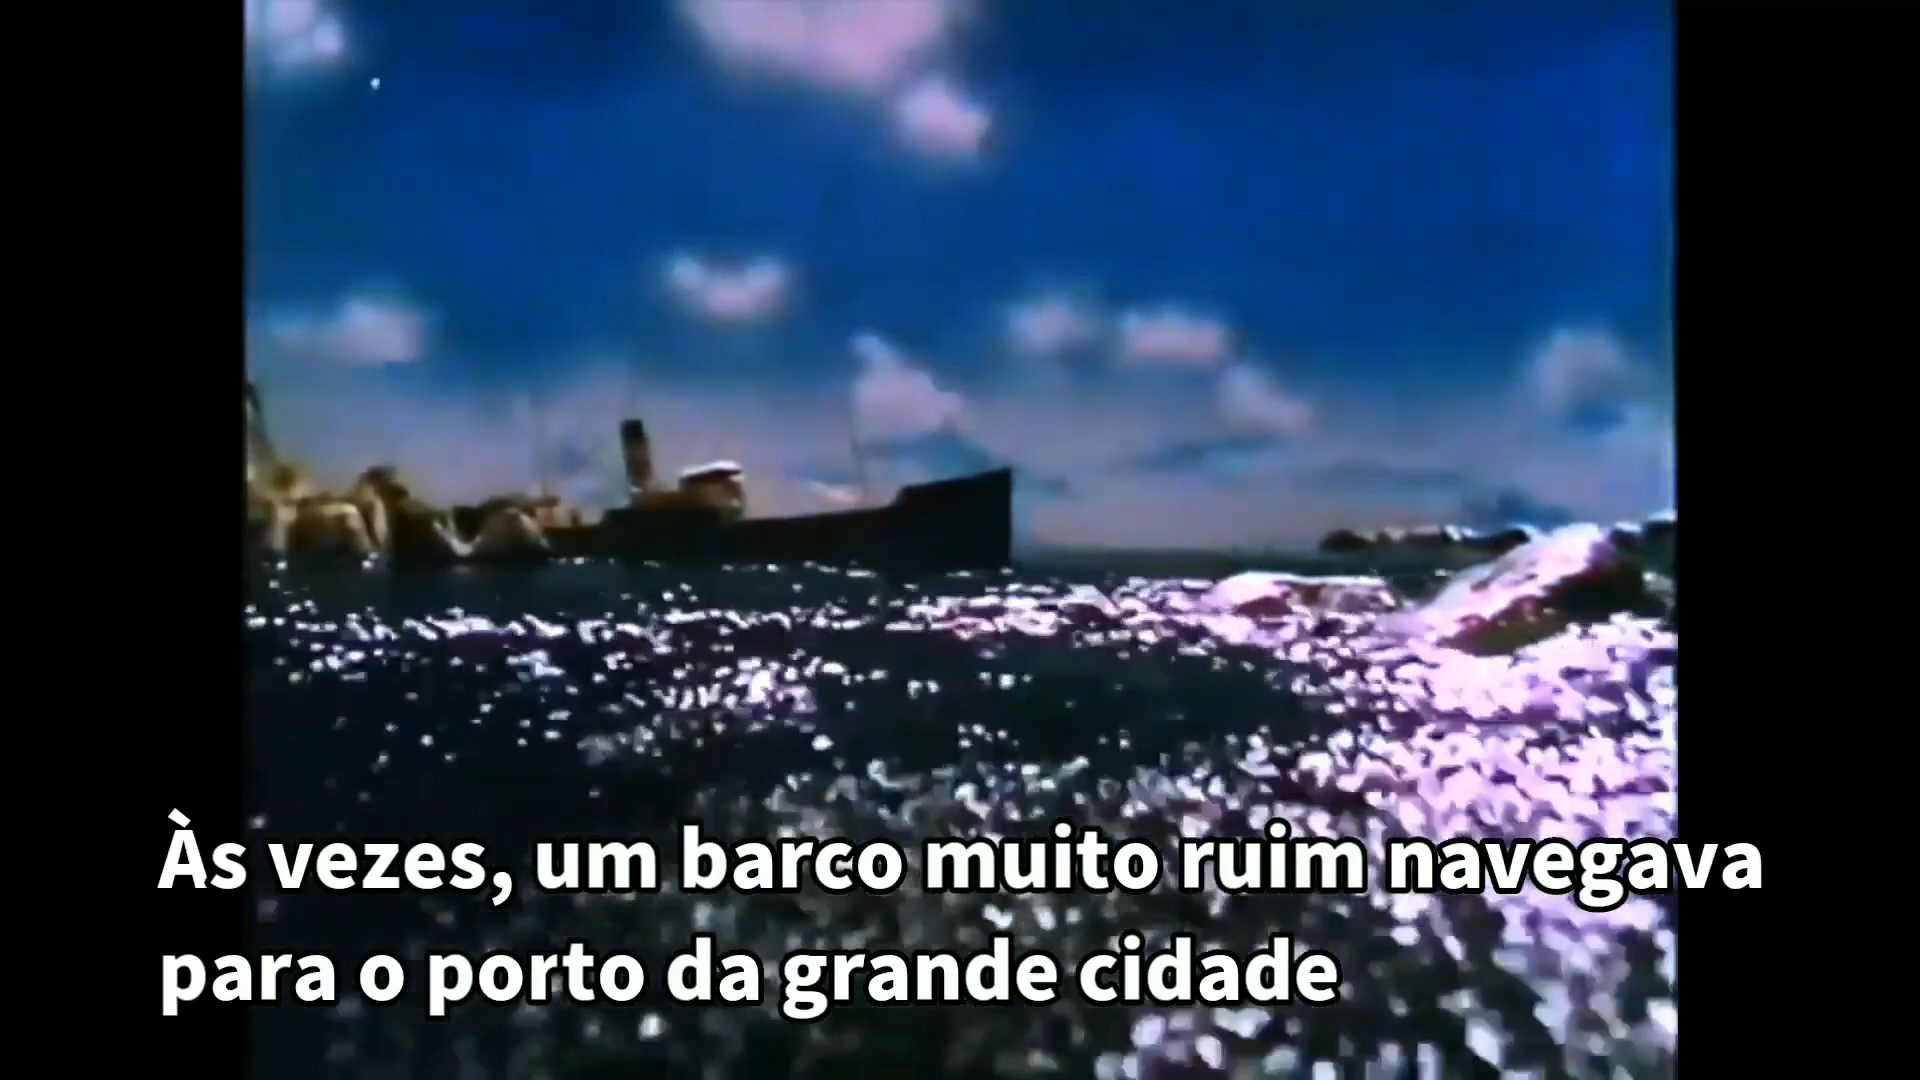 Às vezes, um barco muito ruim navegava
para o porto da grande cidade